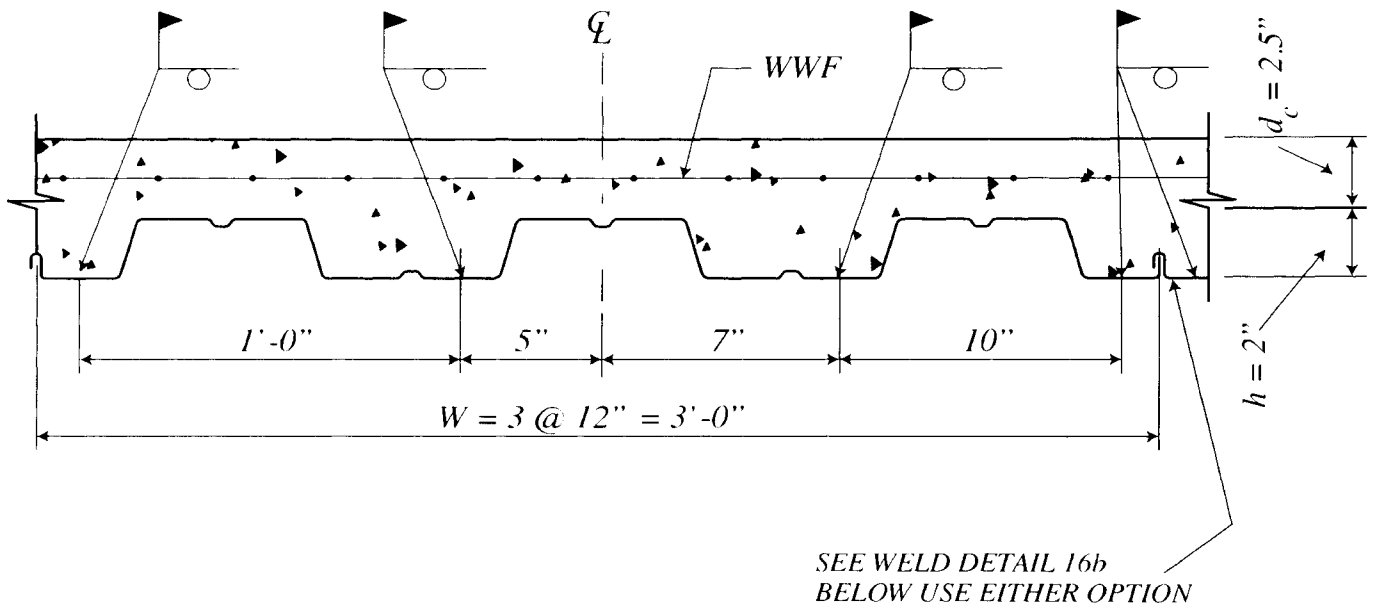 ℄
WWF
d_c = 2.5”
1'-0”
5”
7”
10”
h = 2”
W = 3 @ 12” = 3'-0”
SEE WELD DETAIL 16b
BELOW USE EITHER OPTION